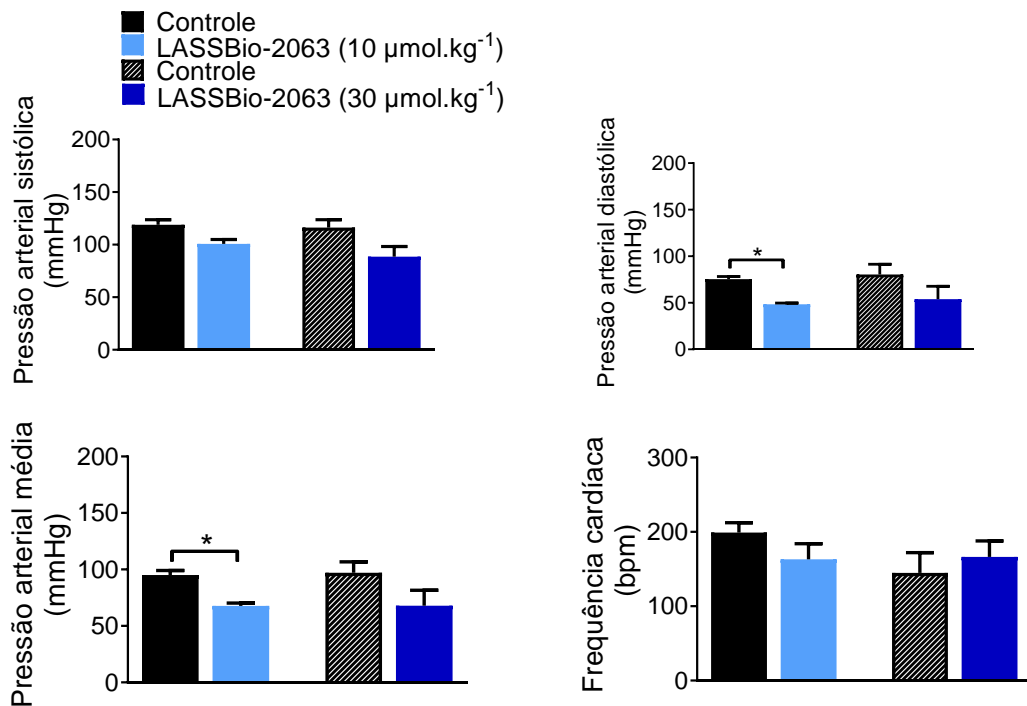 Controle
LASSBio-2063 (10 µmol.kg⁻¹)
Controle
LASSBio-2063 (30 µmol.kg⁻¹)
Pressão arterial sistólica
(mmHg)
200
150
100
50
0
Pressão arterial diastólica
(mmHg)
200
150
100
50
0
*
Pressão arterial média
(mmHg)
200
150
100
50
0
*
Frequência cardíaca
(bpm)
300
200
100
0